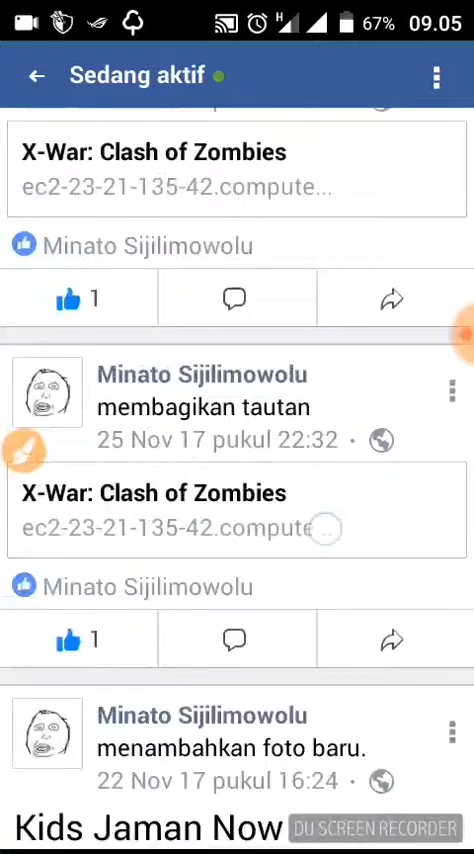 H
67% 09.05
Sedang aktif
X-War: Clash of Zombies
ec2-23-21-135-42.compute...
Minato Sijilimowolu
1
Minato Sijilimowolu
membagikan tautan
25 Nov 17 pukul 22:32 ·
X-War: Clash of Zombies
ec2-23-21-135-42.compute...
Minato Sijilimowolu
1
Minato Sijilimowolu
menambahkan foto baru.
22 Nov 17 pukul 16:24 ·
Kids Jaman Now
DU SCREEN RECORDER